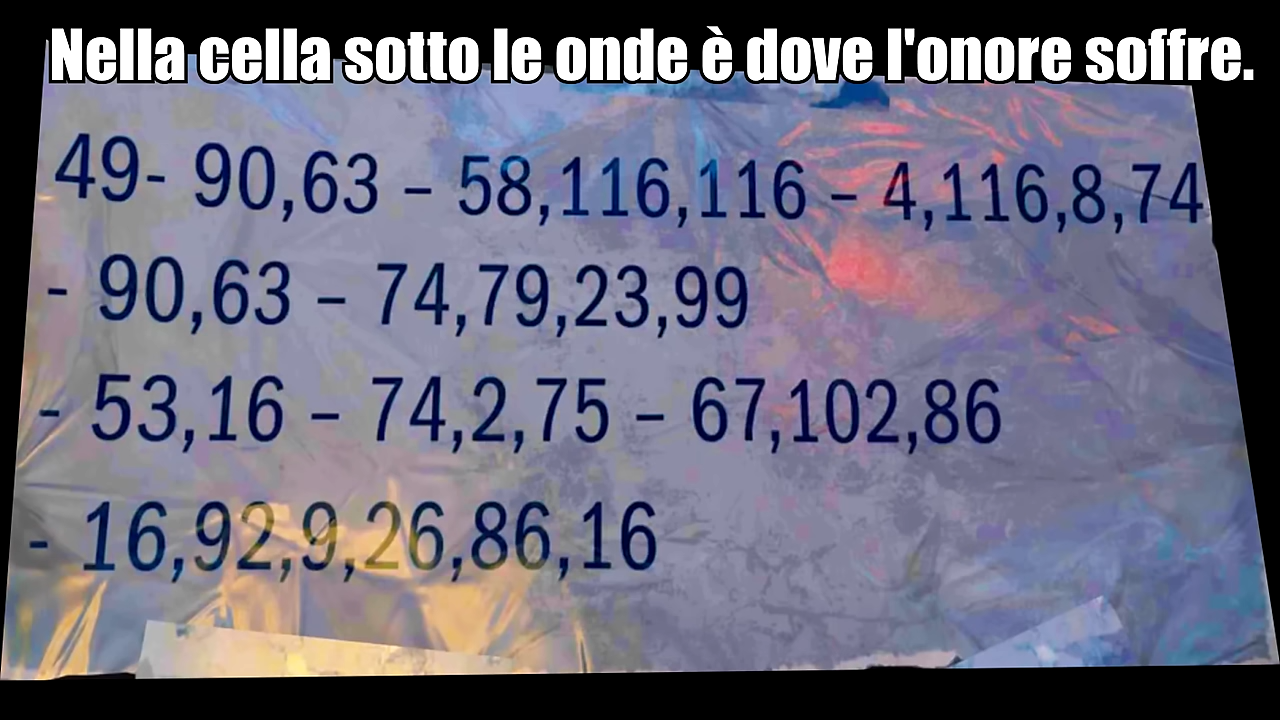 Nella cella sotto le onde è dove l'onore soffre.
49- 90,63 – 58,116,116 – 4,116,8,74
- 90,63 – 74,79,23,99
- 53,16 – 74,2,75 – 67,102,86
- 16,92,9,26,86,16